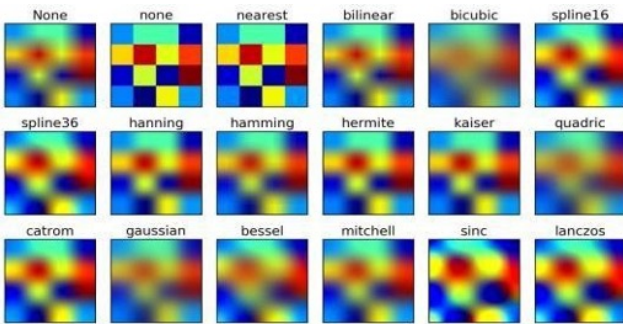 None none nearest bilinear bicubic spline16
spline36 hanning hamming hermite kaiser quadric
catrom gaussian bessel mitchell sinc lanczos